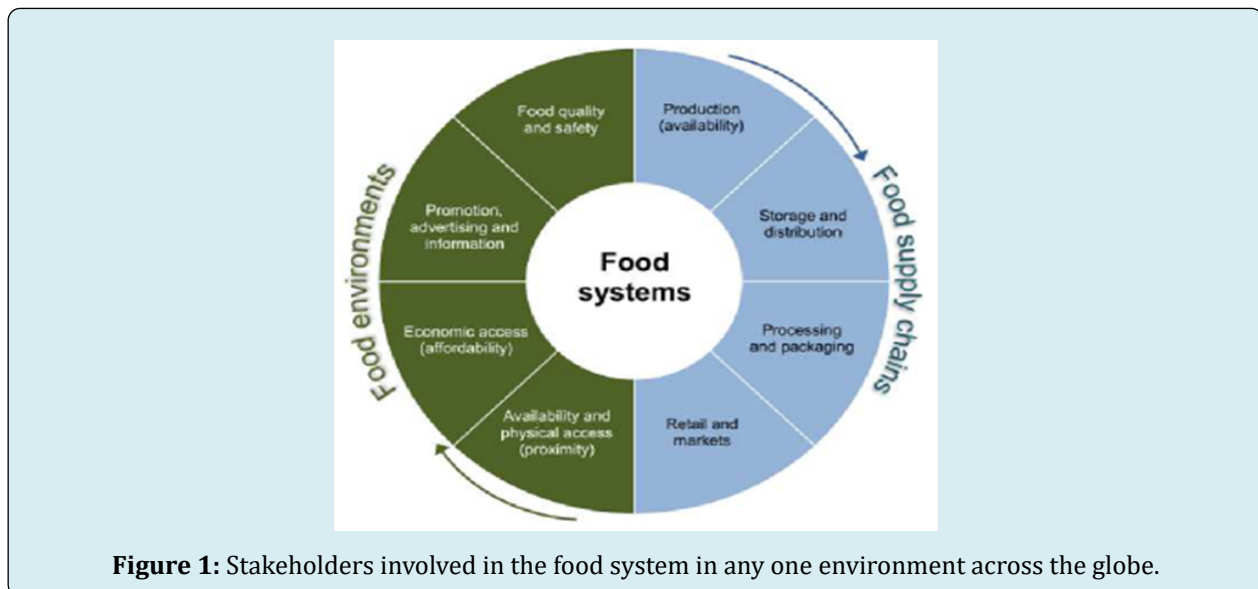 Food quality
and safety
Production
(availability)
Promotion,
advertising and
information
Storage and
distribution
Food environments
Food
systems
Food supply chains
Economic access
(affordability)
Processing
and packaging
Availability and
physical access
(proximity)
Retail and
markets
Figure 1: Stakeholders involved in the food system in any one environment across the globe.